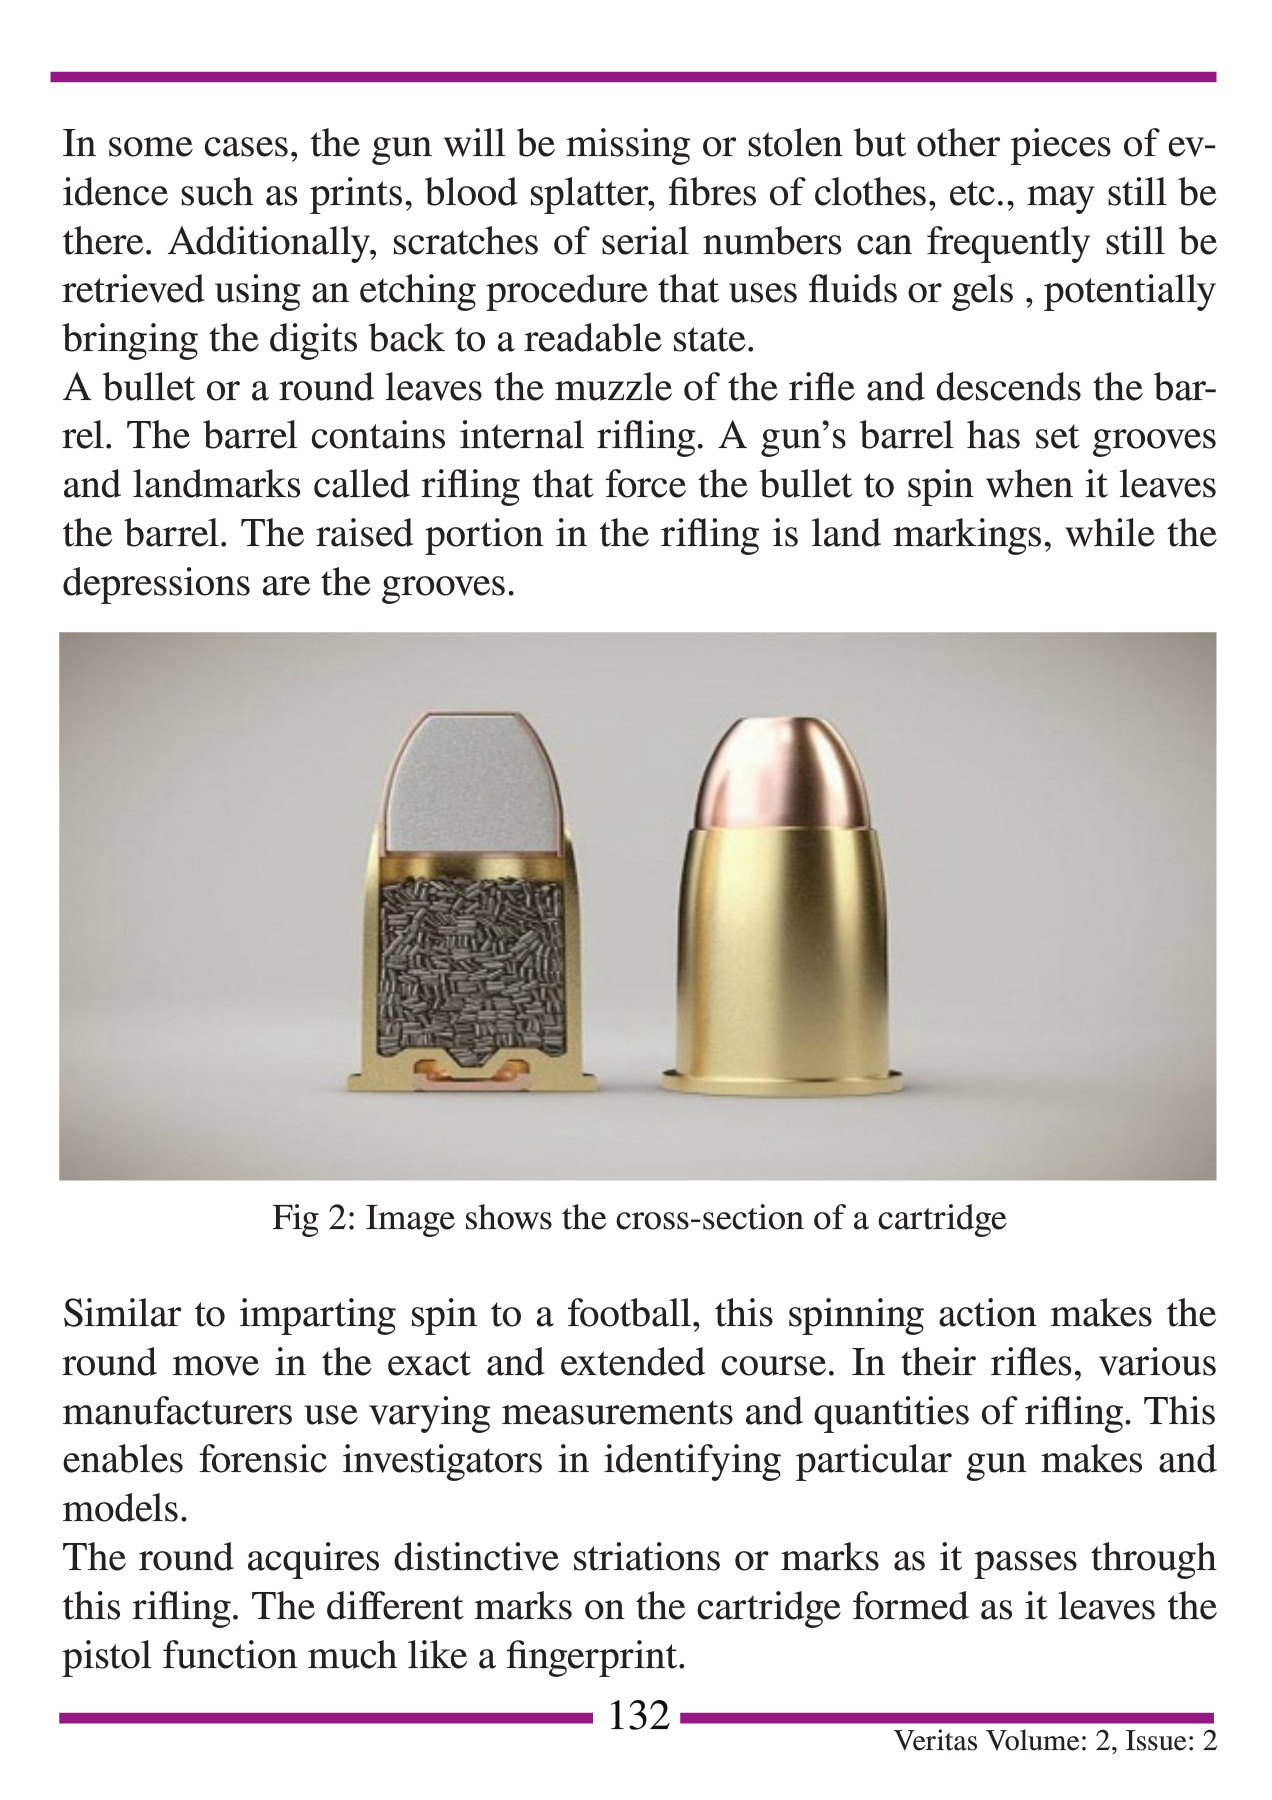 In some cases, the gun will be missing or stolen but other pieces of ev-
idence such as prints, blood splatter, fibres of clothes, etc., may still be
there. Additionally, scratches of serial numbers can frequently still be
retrieved using an etching procedure that uses fluids or gels , potentially
bringing the digits back to a readable state.
A bullet or a round leaves the muzzle of the rifle and descends the bar-
rel. The barrel contains internal rifling. A gun’s barrel has set grooves
and landmarks called rifling that force the bullet to spin when it leaves
the barrel. The raised portion in the rifling is land markings, while the
depressions are the grooves.
Fig 2: Image shows the cross-section of a cartridge
Similar to imparting spin to a football, this spinning action makes the
round move in the exact and extended course. In their rifles, various
manufacturers use varying measurements and quantities of rifling. This
enables forensic investigators in identifying particular gun makes and
models.
The round acquires distinctive striations or marks as it passes through
this rifling. The different marks on the cartridge formed as it leaves the
pistol function much like a fingerprint.
132
Veritas Volume: 2, Issue: 2